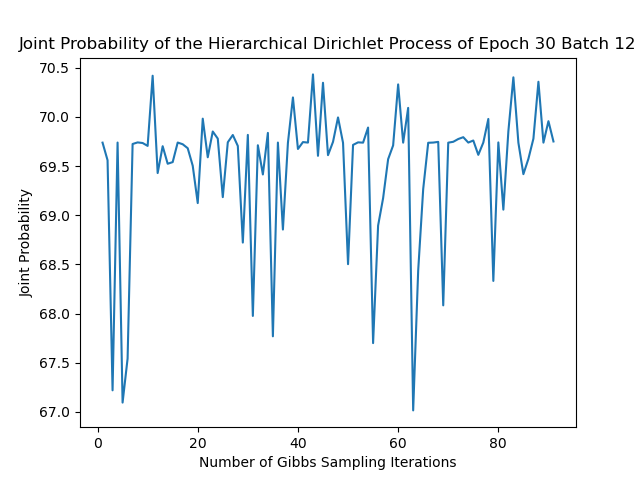 Joint Probability of the Hierarchical Dirichlet Process of Epoch 30 Batch 12
70.5
70.0
69.5
69.0
68.5
68.0
67.5
67.0
Joint Probability
0 20 40 60 80
Number of Gibbs Sampling Iterations